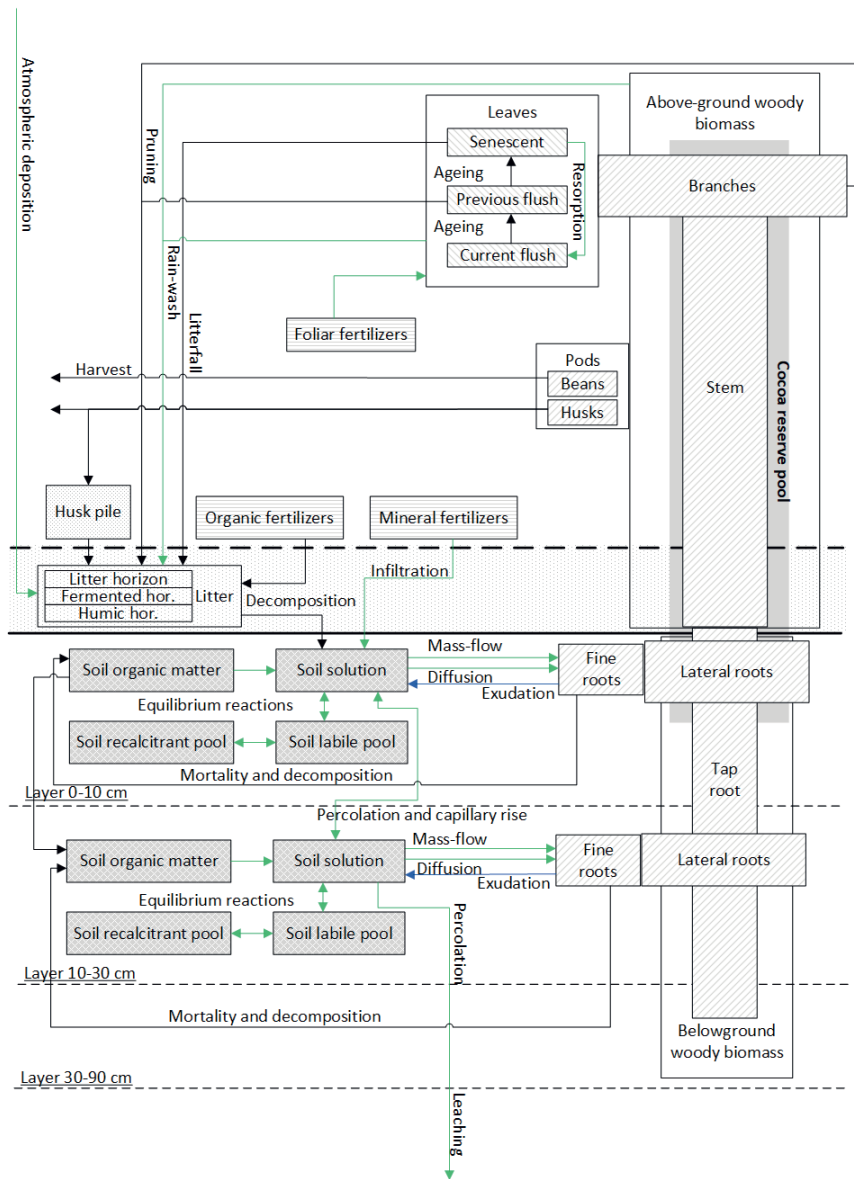 Atmospheric deposition
Pruning
Rain-wash
Litterfall
Leaves
Senescent
Ageing
Previous flush
Ageing
Current flush
Resorption
Above-ground woody
biomass
Branches
Foliar fertilizers
Harvest
Pods
Beans
Husks
Stem
Cocoa reserve pool
Husk pile
Organic fertilizers
Mineral fertilizers
Litter horizon
Fermented hor.
Humic hor.
Litter
Decomposition
Infiltration
Soil organic matter
Soil solution
Mass-flow
Diffusion
Exudation
Fine
roots
Lateral roots
Equilibrium reactions
Soil recalcitrant pool
Soil labile pool
Mortality and decomposition
Tap
root
Layer 0-10 cm
Percolation and capillary rise
Soil organic matter
Soil solution
Mass-flow
Diffusion
Exudation
Fine
roots
Lateral roots
Equilibrium reactions
Soil recalcitrant pool
Soil labile pool
Percolation
Layer 10-30 cm
Mortality and decomposition
Belowground
woody biomass
Layer 30-90 cm
Leaching